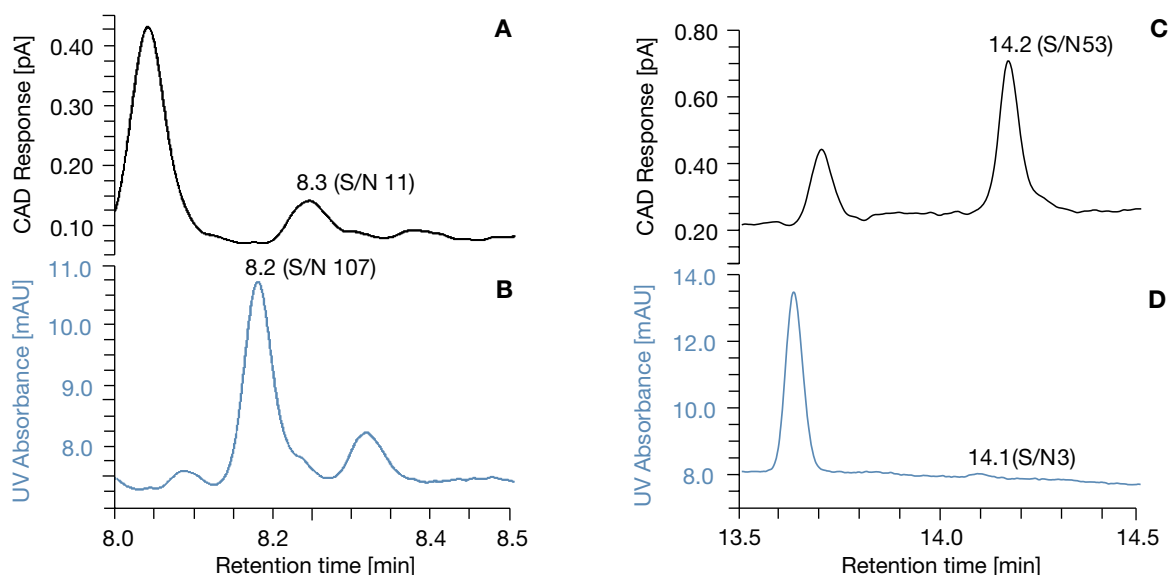 A
CAD Response [pA]
0.40
0.30
0.20
0.10
8.3 (S/N 11)
B
UV Absorbance [mAU]
11.0
10.0
9.0
8.0
8.2 (S/N 107)
8.0
8.2
8.4
8.5
Retention time [min]
C
CAD Response [pA]
0.80
0.60
0.40
0.20
14.2 (S/N53)
D
UV Absorbance [mAU]
14.0
12.0
10.0
8.0
14.1(S/N3)
13.5
14.0
14.5
Retention time [min]